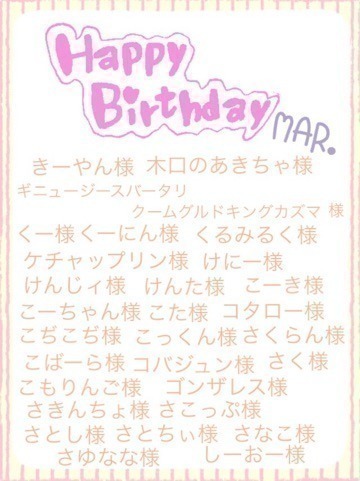 Happy
Birthday
MAR.
きーやん様 木口のあきちゃ様
ギニュージースバータリ
クームグルドキングカズマ 様
くー様くーにん様 くるみるく様
ケチャップリン様 けにー様
けんじィ様 けんた様 こーき様
こーちゃん様 こた様 コタロー様
こぢこぢ様 こっくん様 さくらん様
こばーら様 コバジュン様 さく様
こもりんご様 ゴンザレス様
さきんちょ様 さこっぷ様
さとし様 さとちぃ様 さなこ様
さゆなな様 しーおー様